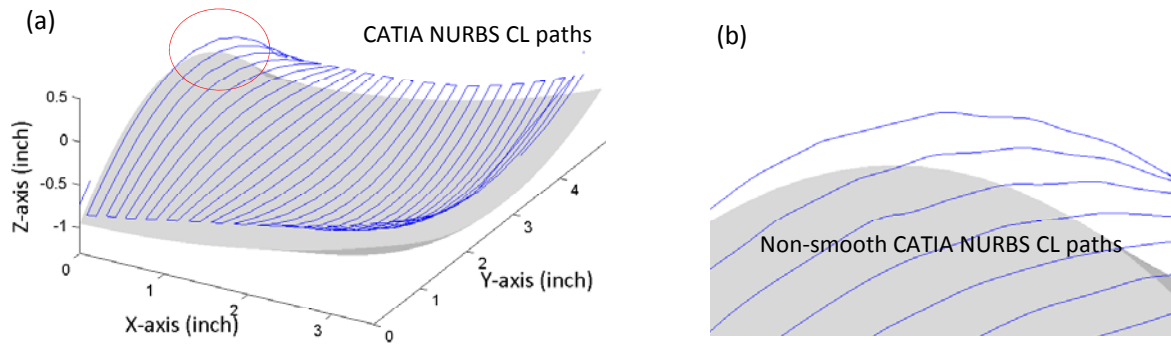 (a)
CATIA NURBS CL paths
0.5
0
-0.5
-1
Z-axis (inch)
0
1
2
3
X-axis (inch)
0
1
2
3
4
Y-axis (inch)
(b)
Non-smooth CATIA NURBS CL paths